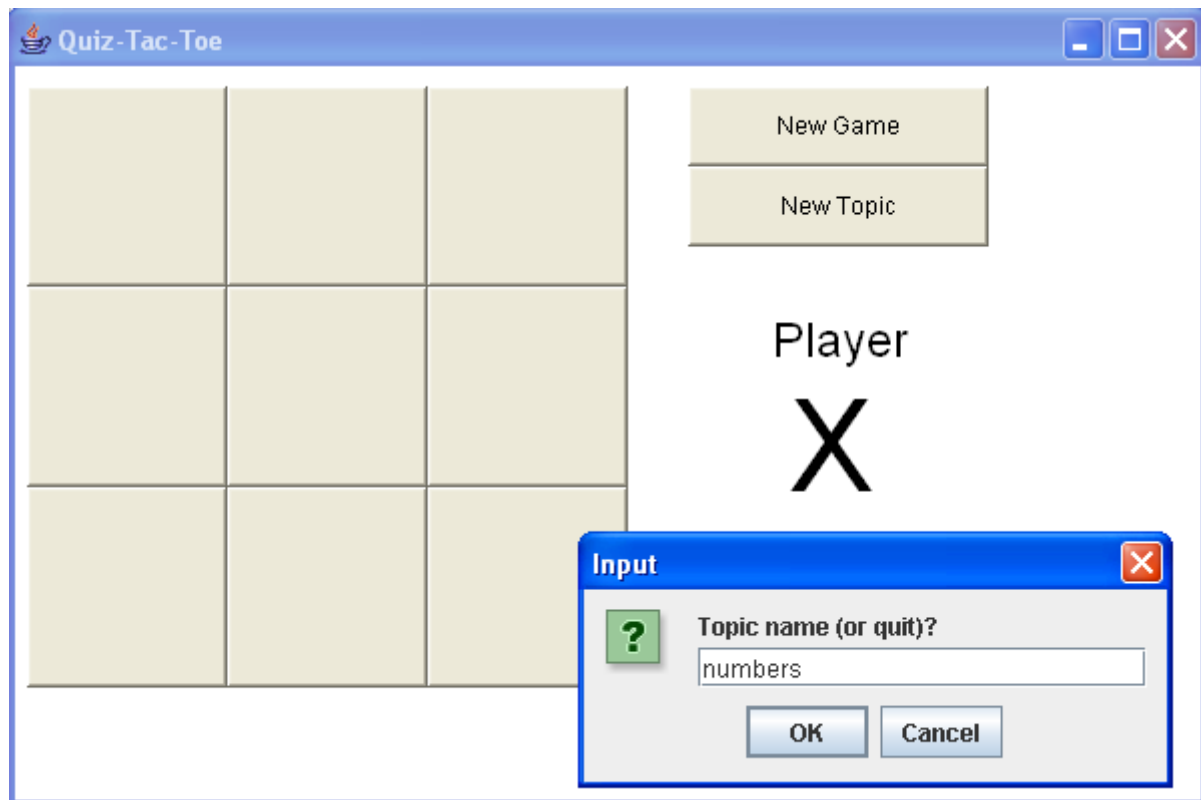 Quiz-Tac-Toe
New Game
New Topic
Player
X
Input
?
Topic name (or quit)?
numbers
OK
Cancel